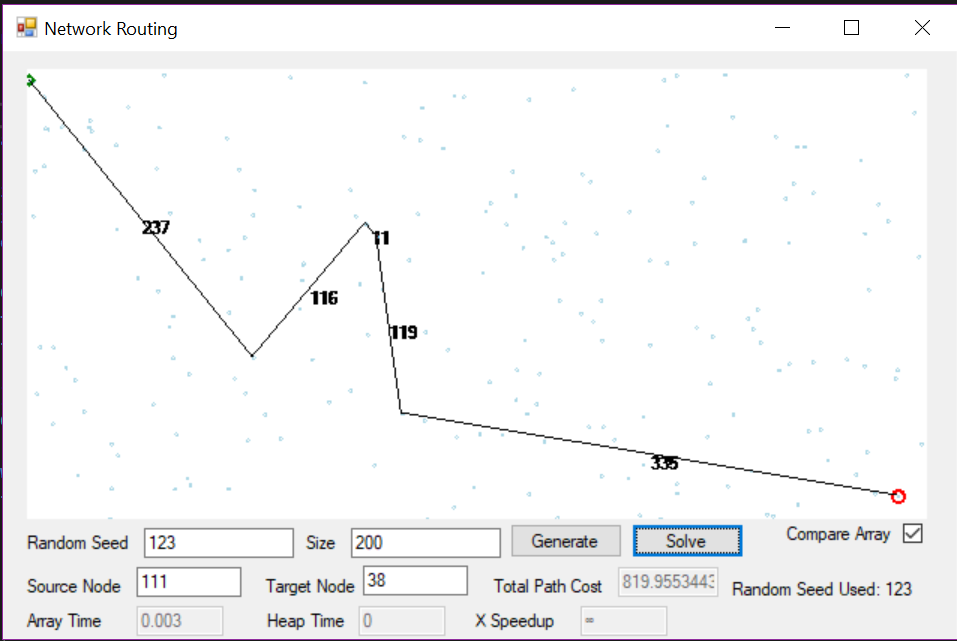 Network Routing
237
11
116
119
335
Random Seed 123 Size 200 Generate Solve Compare Array
Source Node 111 Target Node 38 Total Path Cost 819.9553443 Random Seed Used: 123
Array Time 0.003 Heap Time 0 X Speedup ∞